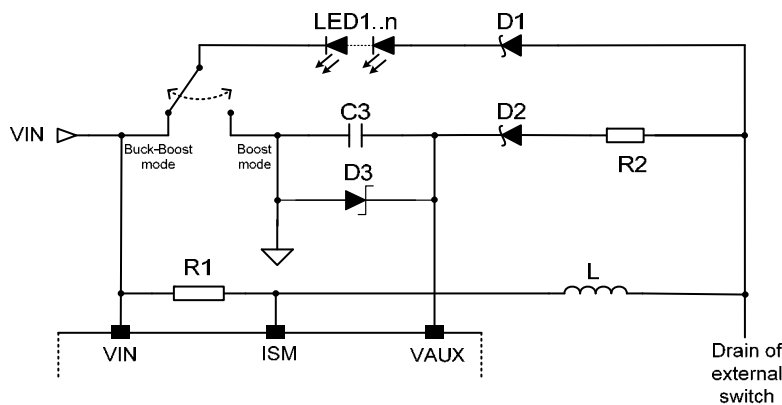 LED1..n
D1
VIN
C3
D2
Buck-Boost
mode
Boost
mode
D3
R2
R1
L
VIN
ISM
VAUX
Drain of
external
switch